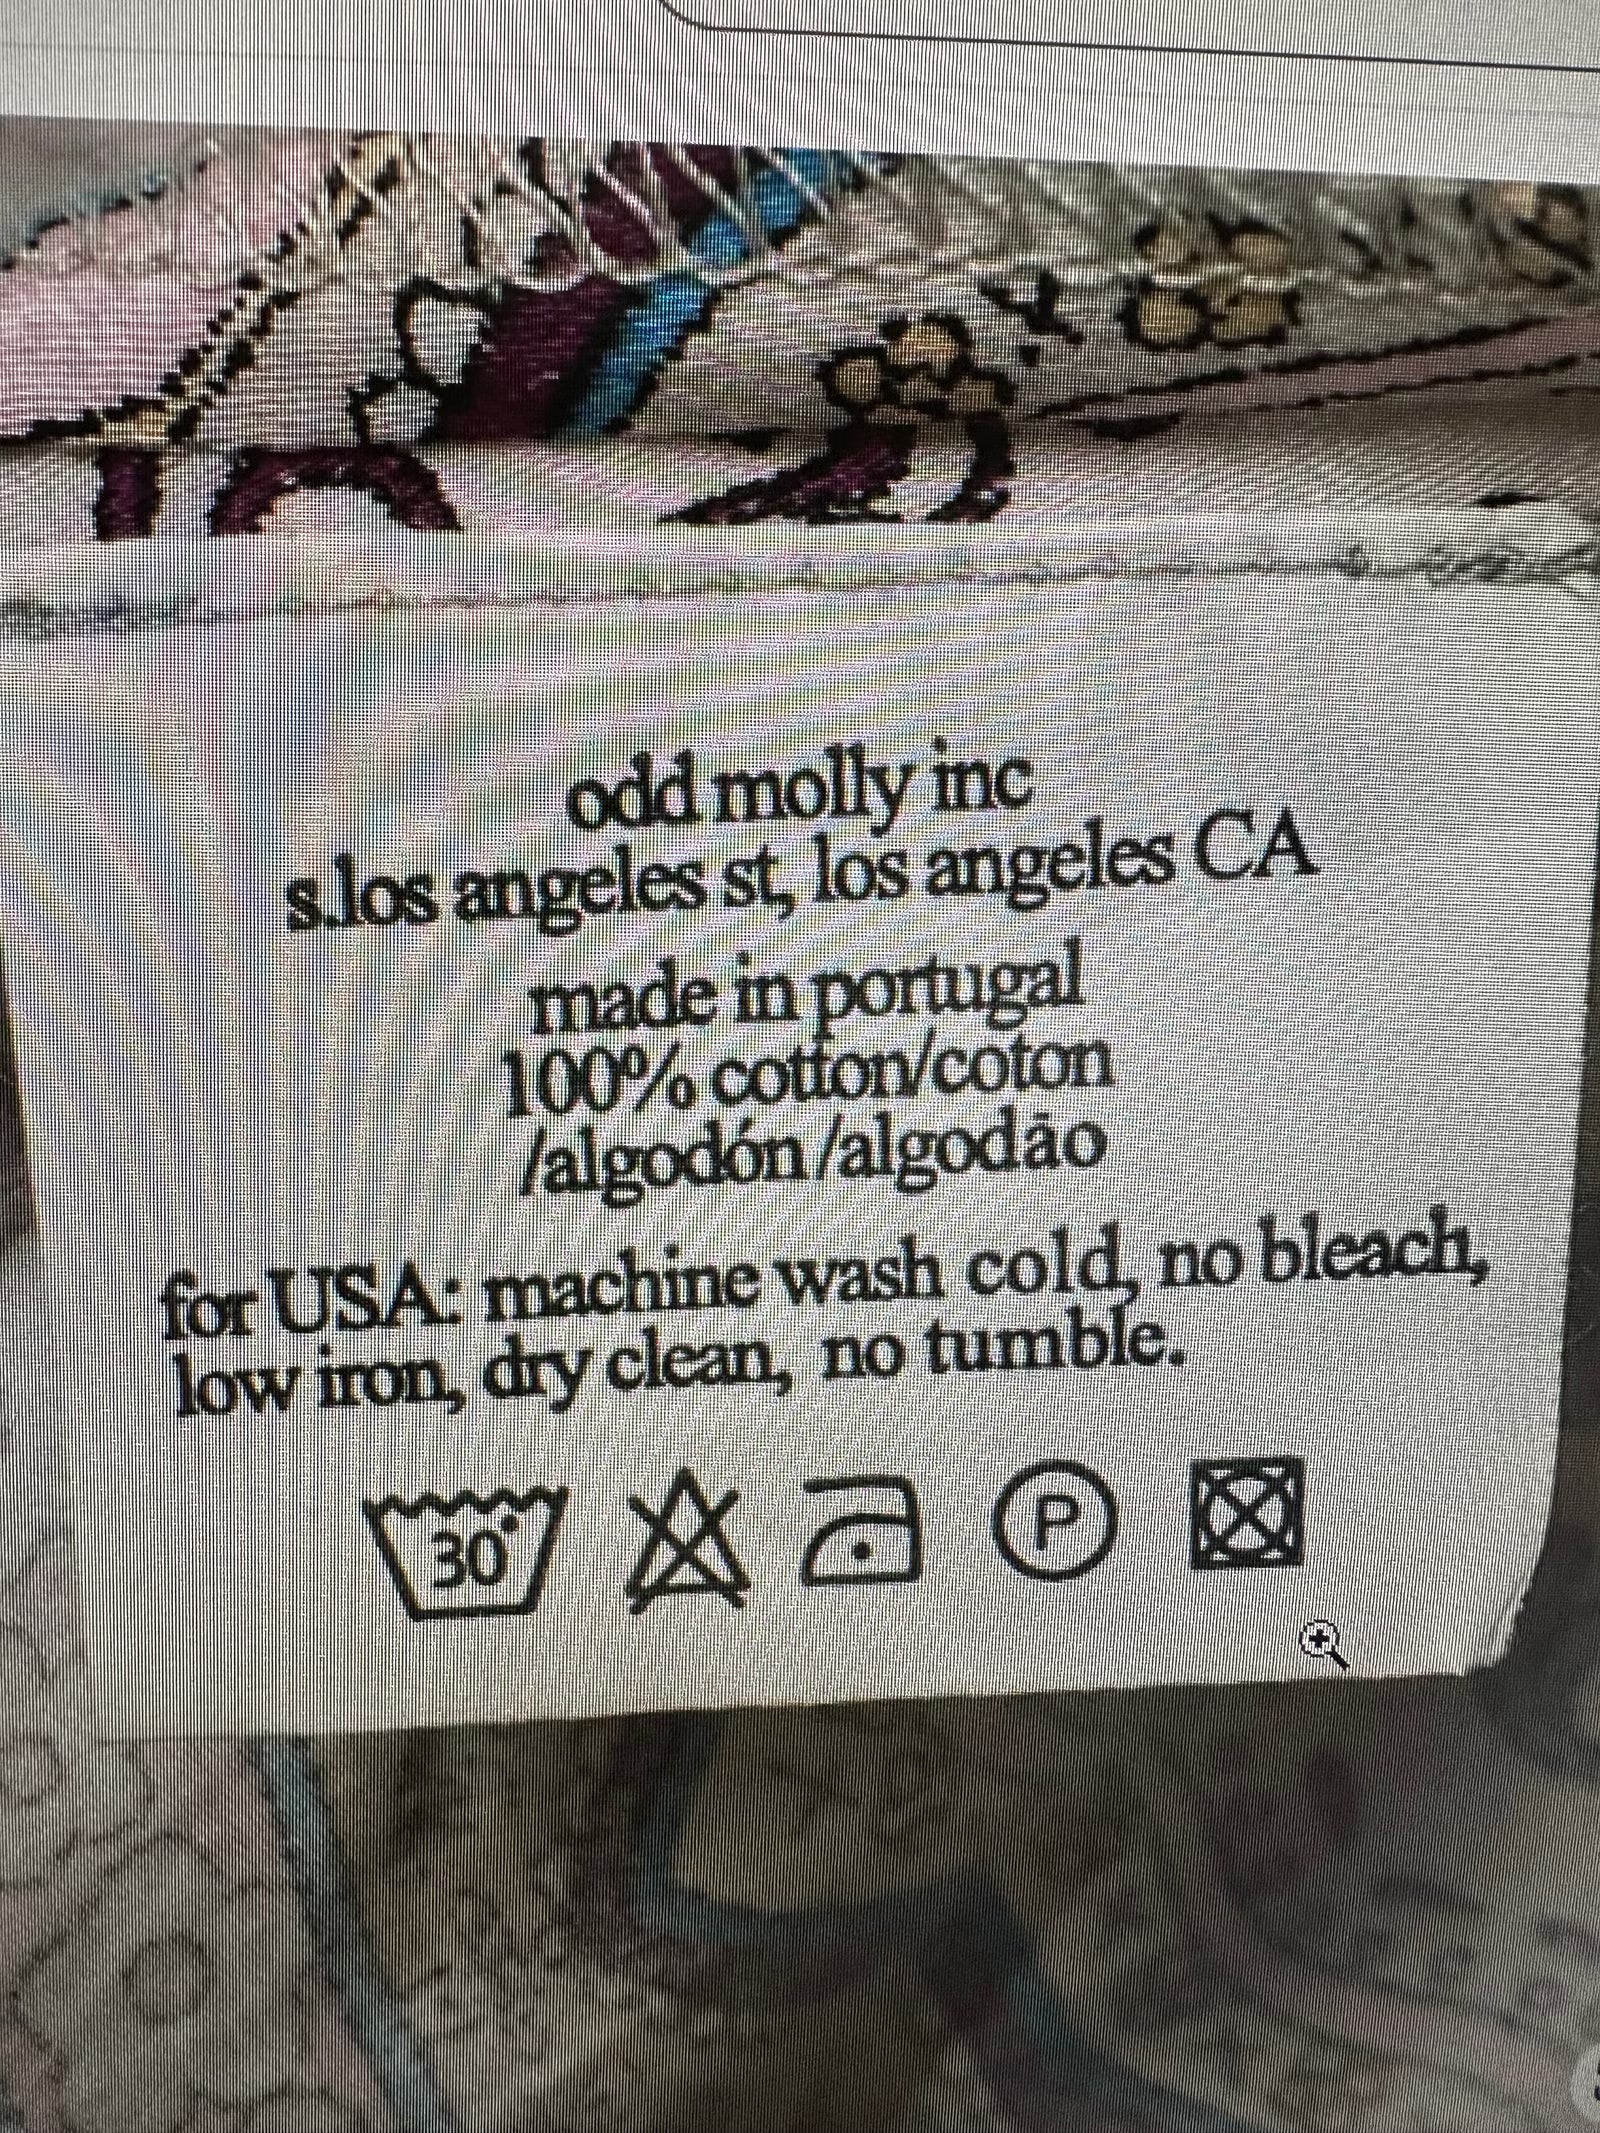 odd molly inc
s.los angeles st, los angeles CA
made in portugal
100% cotton/coton
/algodón/algodão
for USA: machine wash cold, no bleach,
low iron, dry clean, no tumble.
30°
P